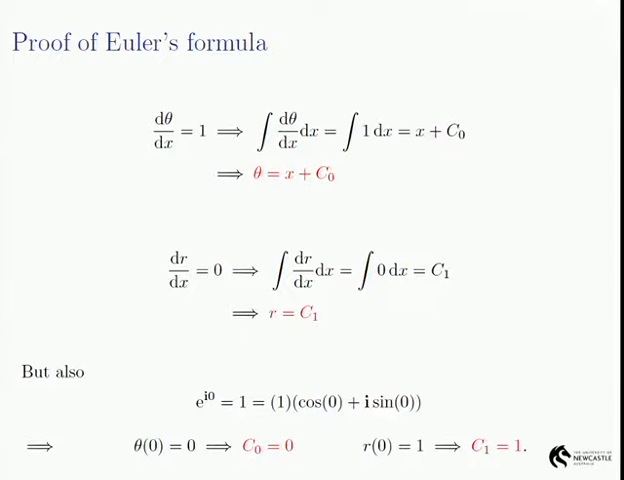 Proof of Euler's formula
dθ/dx = 1 ⟹ ∫ dθ/dx dx = ∫ 1 dx = x + C₀
⟹ θ = x + C₀
dr/dx = 0 ⟹ ∫ dr/dx dx = ∫ 0 dx = C₁
⟹ r = C₁
But also
e^{i0} = 1 = (1)(cos(0) + i sin(0))
⟹ θ(0) = 0 ⟹ C₀ = 0 r(0) = 1 ⟹ C₁ = 1.
THE UNIVERSITY OF
NEWCASTLE
AUSTRALIA